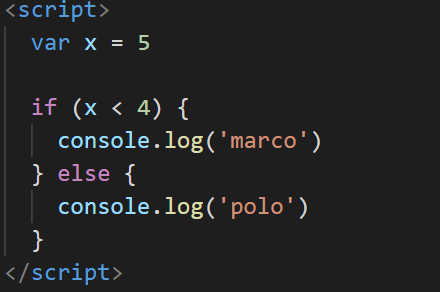 <script>
var x = 5
if (x < 4) {
console.log('marco')
} else {
console.log('polo')
}
</script>